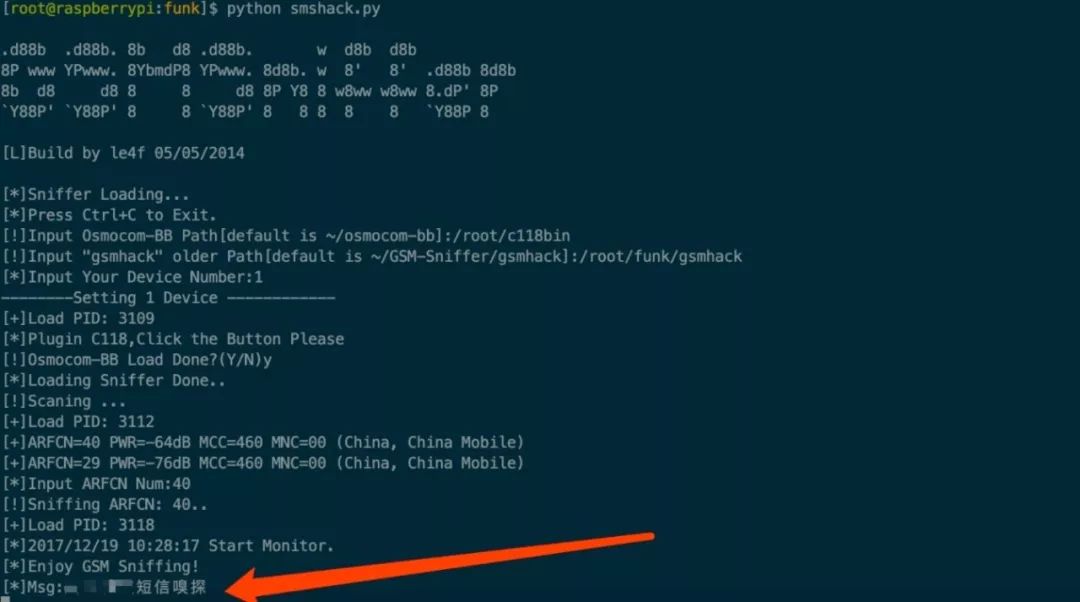 [root@raspberrypi:funk]$ python smshack.py
.d88b  .d88b. 8b   d8 .d88b.       w  d8b  d8b
8P www YPwww. 8YbmdP8 YPwww. 8d8b. w  8'   8'  .d88b 8d8b
8b  d8     d8 8     8     d8 8P Y8 8 w8ww w8ww 8.dP' 8P
`Y88P' `Y88P' 8     8 `Y88P' 8   8 8  8    8   `Y88P 8
[L]Build by le4f 05/05/2014
[*]Sniffer Loading...
[*]Press Ctrl+C to Exit.
[!]Input Osmocom-BB Path[default is ~/osmocom-bb]:/root/c118bin
[!]Input "gsmhack" older Path[default is ~/GSM-Sniffer/gsmhack]:/root/funk/gsmhack
[*]Input Your Device Number:1
————————Setting 1 Device ————————————
[+]Load PID: 3109
[*]Plugin C118,Click the Button Please
[!]Osmocom-BB Load Done?(Y/N)y
[*]Loading Sniffer Done..
[!]Scaning ...
[+]Load PID: 3112
[+]ARFCN=40 PWR=-64dB MCC=460 MNC=00 (China, China Mobile)
[+]ARFCN=29 PWR=-76dB MCC=460 MNC=00 (China, China Mobile)
[*]Input ARFCN Num:40
[!]Sniffing ARFCN: 40..
[+]Load PID: 3118
[*]2017/12/19 10:28:17 Start Monitor.
[*]Enjoy GSM Sniffing!
[*]Msg:短信嗅探